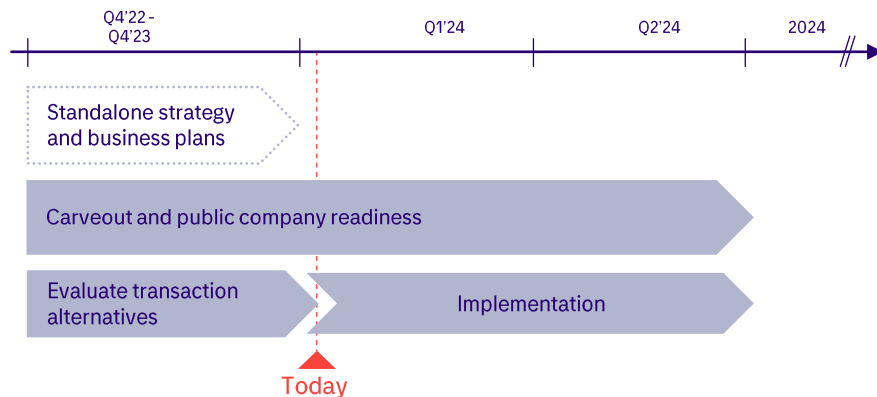 Q4’22 -
Q4’23
Q1’24
Q2’24
2024
Standalone strategy
and business plans
Carveout and public company readiness
Evaluate transaction
alternatives
Implementation
Today